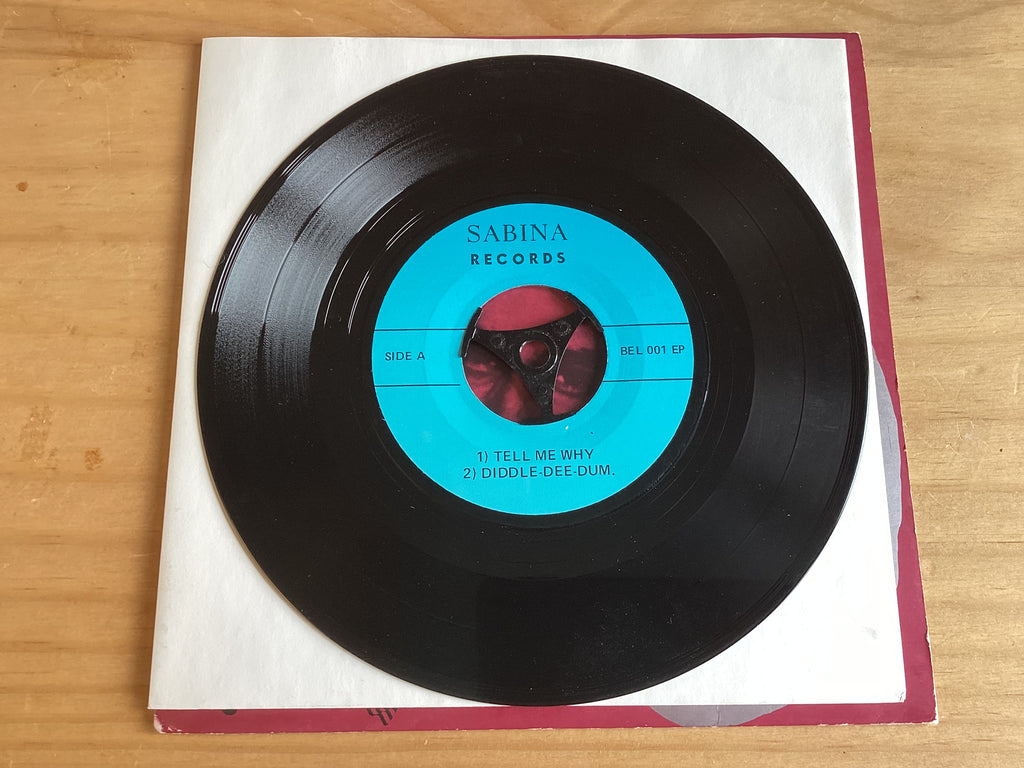 SABINA
RECORDS
SIDE A
BEL 001 EP
1) TELL ME WHY
2) DIDDLE-DEE-DUM.